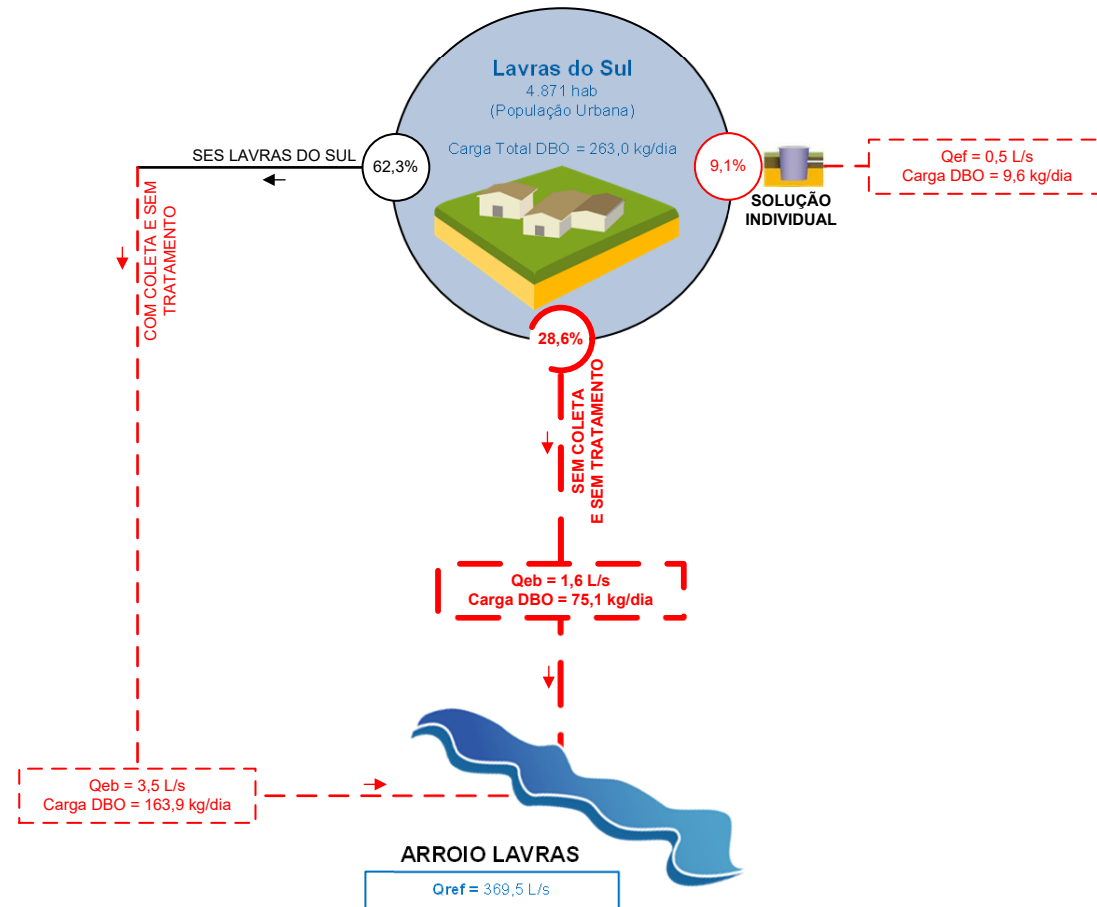 Lavras do Sul
4.871 hab
(População Urbana)
Carga Total DBO = 263,0 kg/dia
SES LAVRAS DO SUL
62,3%
9,1%
SOLUÇÃO
INDIVIDUAL
Qef = 0,5 L/s
Carga DBO = 9,6 kg/dia
COM COLETA E SEM
TRATAMENTO
28,6%
SEM COLETA
E SEM TRATAMENTO
Qeb = 1,6 L/s
Carga DBO = 75,1 kg/dia
Qeb = 3,5 L/s
Carga DBO = 163,9 kg/dia
ARROIO LAVRAS
Qref = 369,5 L/s